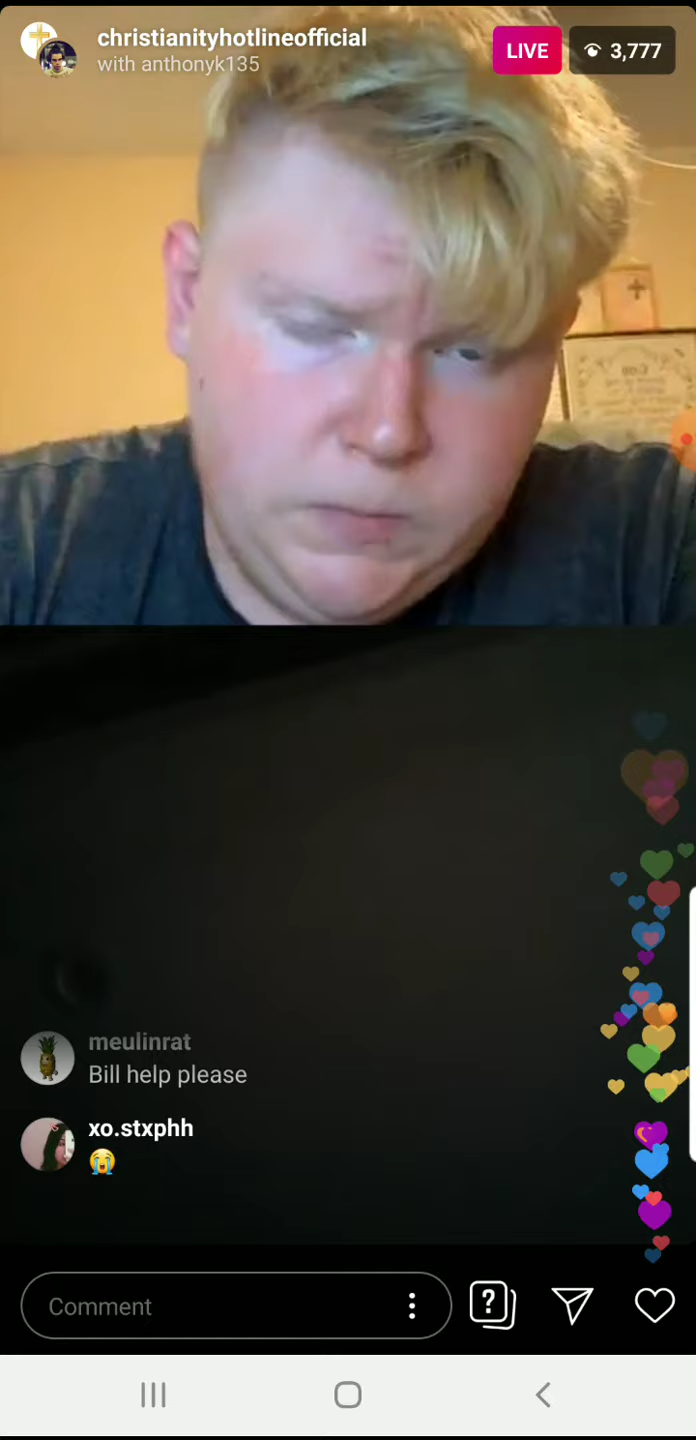 christianityhotlineofficial
with anthonyk135
LIVE
3,777
meulinrat
Bill help please
xo.stxphh
😭
Comment
?